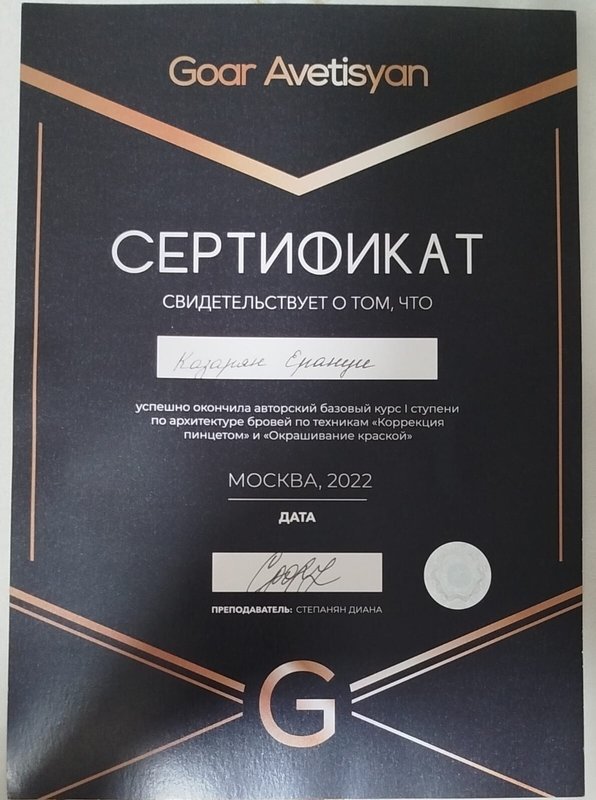 Goar Avetisyan
СЕРТИФИКАТ
СВИДЕТЕЛЬСТВУЕТ О ТОМ, ЧТО
Казарян Ерануи
успешно окончила авторский базовый курс I ступени
по архитектуре бровей по техникам «Коррекция
пинцетом» и «Окрашивание краской»
МОСКВА, 2022
ДАТА
ПРЕПОДАВАТЕЛЬ: СТЕПАНЯН ДИАНА
G